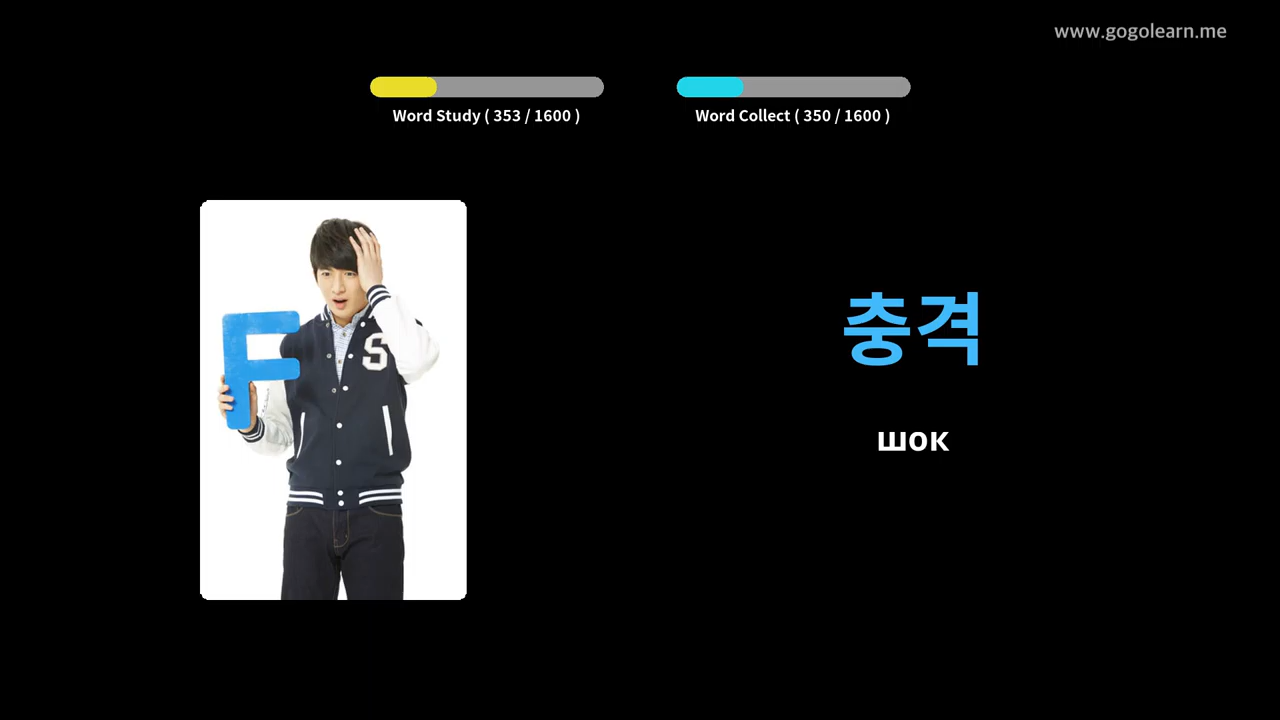 www.gogolearn.me
Word Study ( 353 / 1600 )
Word Collect ( 350 / 1600 )
F
S
충격
шок